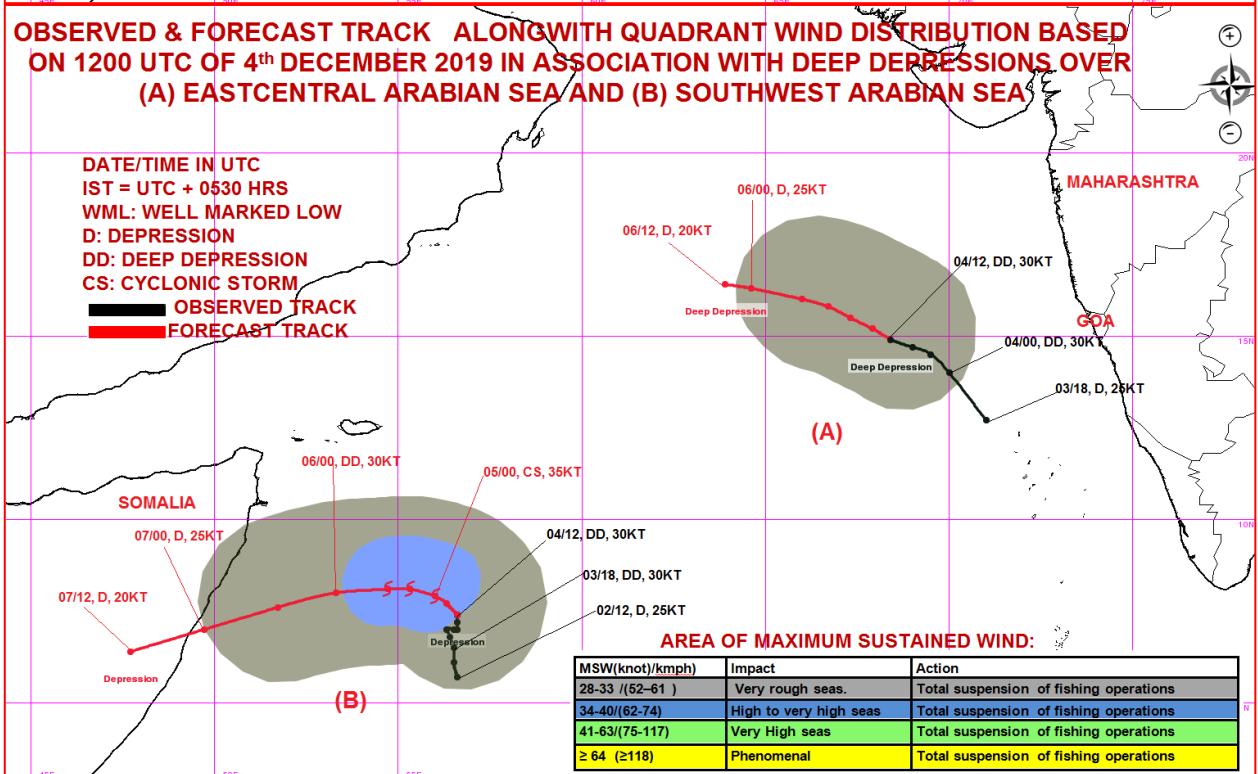 OBSERVED & FORECAST TRACK ALONGWITH QUADRANT WIND DISTRIBUTION BASED
ON 1200 UTC OF 4th DECEMBER 2019 IN ASSOCIATION WITH DEEP DEPRESSIONS OVER
(A) EASTCENTRAL ARABIAN SEA AND (B) SOUTHWEST ARABIAN SEA
DATE/TIME IN UTC
IST = UTC + 0530 HRS
WML: WELL MARKED LOW
D: DEPRESSION
DD: DEEP DEPRESSION
CS: CYCLONIC STORM
OBSERVED TRACK
FORECAST TRACK
20N
MAHARASHTRA
06/00, D, 25KT
06/12, D, 20KT
04/12, DD, 30KT
Deep Depression
GOA
15N
04/00, DD, 30KT
Deep Depression
03/18, D, 25KT
(A)
06/00, DD, 30KT
05/00, CS, 35KT
SOMALIA
10N
07/00, D, 25KT
04/12, DD, 30KT
03/18, DD, 30KT
07/12, D, 20KT
02/12, D, 25KT
Depression
Depression
(B)
AREA OF MAXIMUM SUSTAINED WIND:
MSW(knot)/kmph) Impact Action
28-33 /(52–61 ) Very rough seas. Total suspension of fishing operations
34-40/(62-74) High to very high seas Total suspension of fishing operations
41-63/(75-117) Very High seas Total suspension of fishing operations
≥ 64 (≥118) Phenomenal Total suspension of fishing operations
N